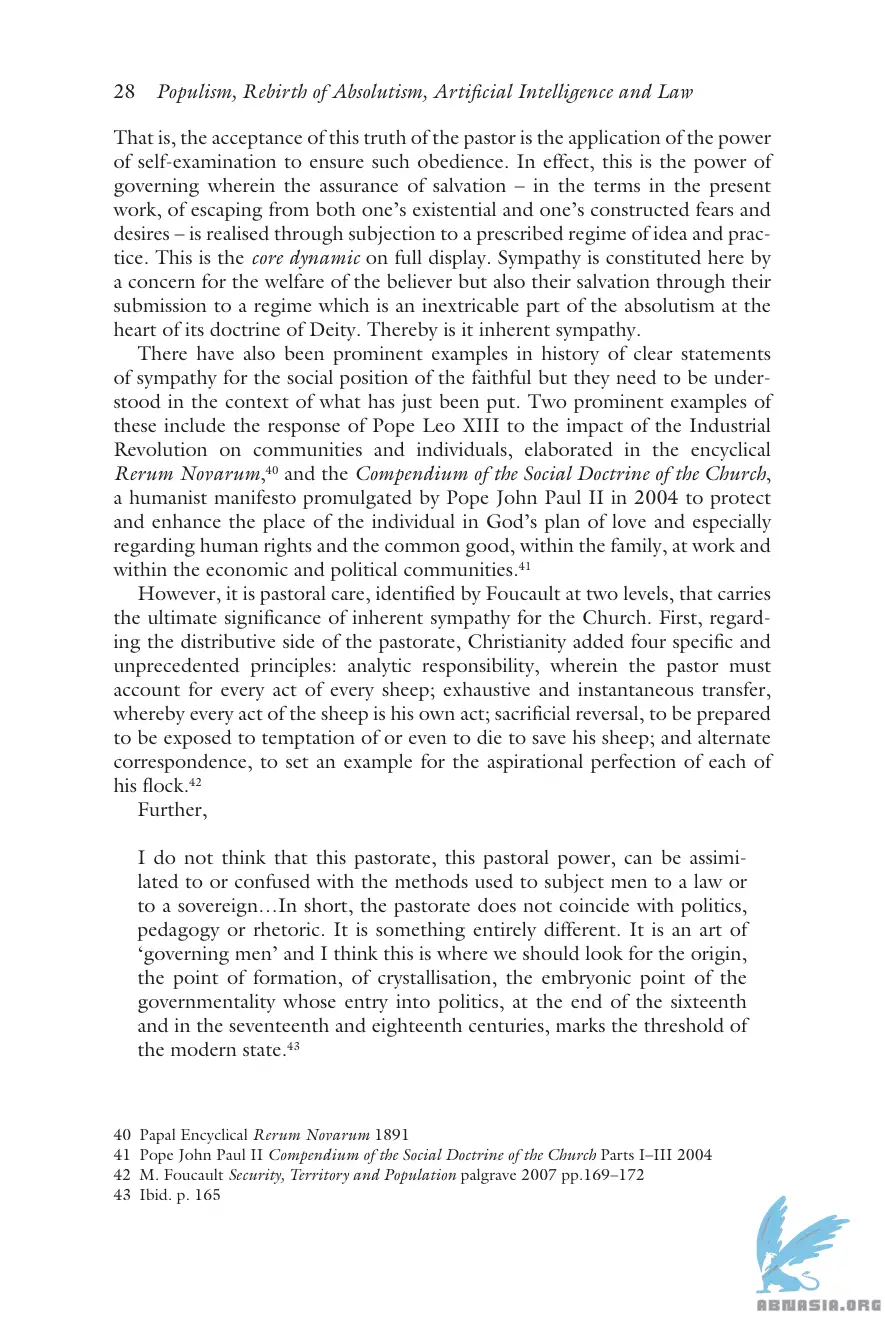 28 Populism, Rebirth of Absolutism, Artificial Intelligence and Law
That is, the acceptance of this truth of the pastor is the application of the power
of self-examination to ensure such obedience. In effect, this is the power of
governing wherein the assurance of salvation – in the terms in the present
work, of escaping from both one’s existential and one’s constructed fears and
desires – is realised through subjection to a prescribed regime of idea and prac-
tice. This is the core dynamic on full display. Sympathy is constituted here by
a concern for the welfare of the believer but also their salvation through their
submission to a regime which is an inextricable part of the absolutism at the
heart of its doctrine of Deity. Thereby is it inherent sympathy.
There have also been prominent examples in history of clear statements
of sympathy for the social position of the faithful but they need to be under-
stood in the context of what has just been put. Two prominent examples of
these include the response of Pope Leo XIII to the impact of the Industrial
Revolution on communities and individuals, elaborated in the encyclical
Rerum Novarum,⁴⁰ and the Compendium of the Social Doctrine of the Church,
a humanist manifesto promulgated by Pope John Paul II in 2004 to protect
and enhance the place of the individual in God’s plan of love and especially
regarding human rights and the common good, within the family, at work and
within the economic and political communities.⁴¹
However, it is pastoral care, identified by Foucault at two levels, that carries
the ultimate significance of inherent sympathy for the Church. First, regard-
ing the distributive side of the pastorate, Christianity added four specific and
unprecedented principles: analytic responsibility, wherein the pastor must
account for every act of every sheep; exhaustive and instantaneous transfer,
whereby every act of the sheep is his own act; sacrificial reversal, to be prepared
to be exposed to temptation of or even to die to save his sheep; and alternate
correspondence, to set an example for the aspirational perfection of each of
his flock.⁴²
Further,
I do not think that this pastorate, this pastoral power, can be assimi-
lated to or confused with the methods used to subject men to a law or
to a sovereign…In short, the pastorate does not coincide with politics,
pedagogy or rhetoric. It is something entirely different. It is an art of
‘governing men’ and I think this is where we should look for the origin,
the point of formation, of crystallisation, the embryonic point of the
governmentality whose entry into politics, at the end of the sixteenth
and in the seventeenth and eighteenth centuries, marks the threshold of
the modern state.⁴³
40 Papal Encyclical Rerum Novarum 1891
41 Pope John Paul II Compendium of the Social Doctrine of the Church Parts I–III 2004
42 M. Foucault Security, Territory and Population palgrave 2007 pp.169–172
43 Ibid. p. 165
ABNASIA.ORG